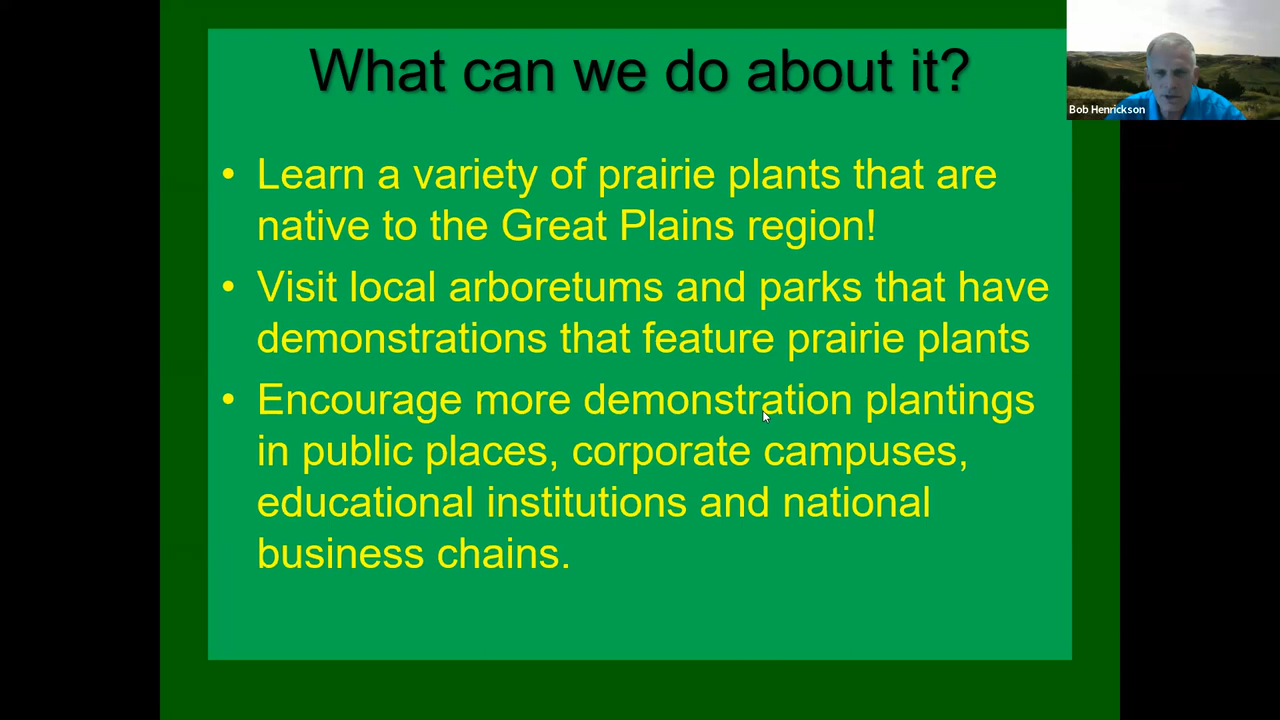 What can we do about it?
Bob Henrickson
• Learn a variety of prairie plants that are
native to the Great Plains region!
• Visit local arboretums and parks that have
demonstrations that feature prairie plants
• Encourage more demonstration plantings
in public places, corporate campuses,
educational institutions and national
business chains.